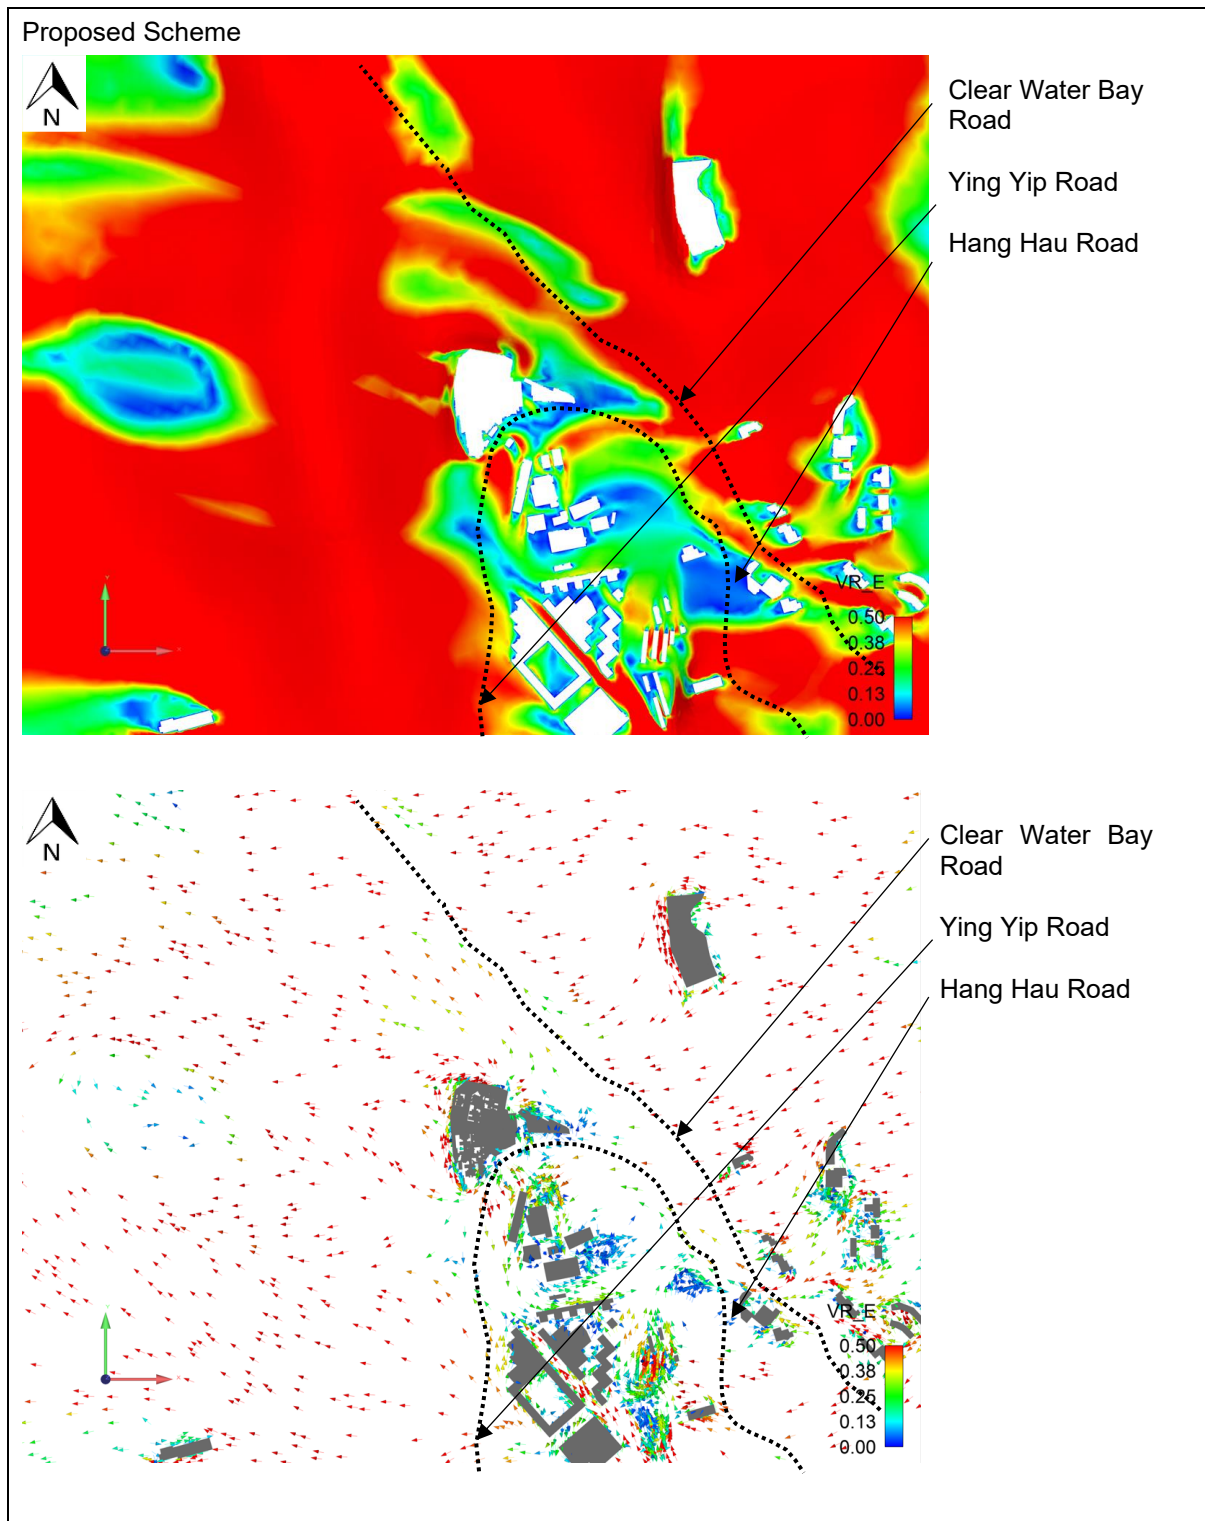 Proposed Scheme
N
Clear Water Bay
Road
Ying Yip Road
Hang Hau Road
VR_E
0.50
0.38
0.25
0.13
0.00
N
Clear Water Bay
Road
Ying Yip Road
Hang Hau Road
VR_E
0.50
0.38
0.25
0.13
0.00